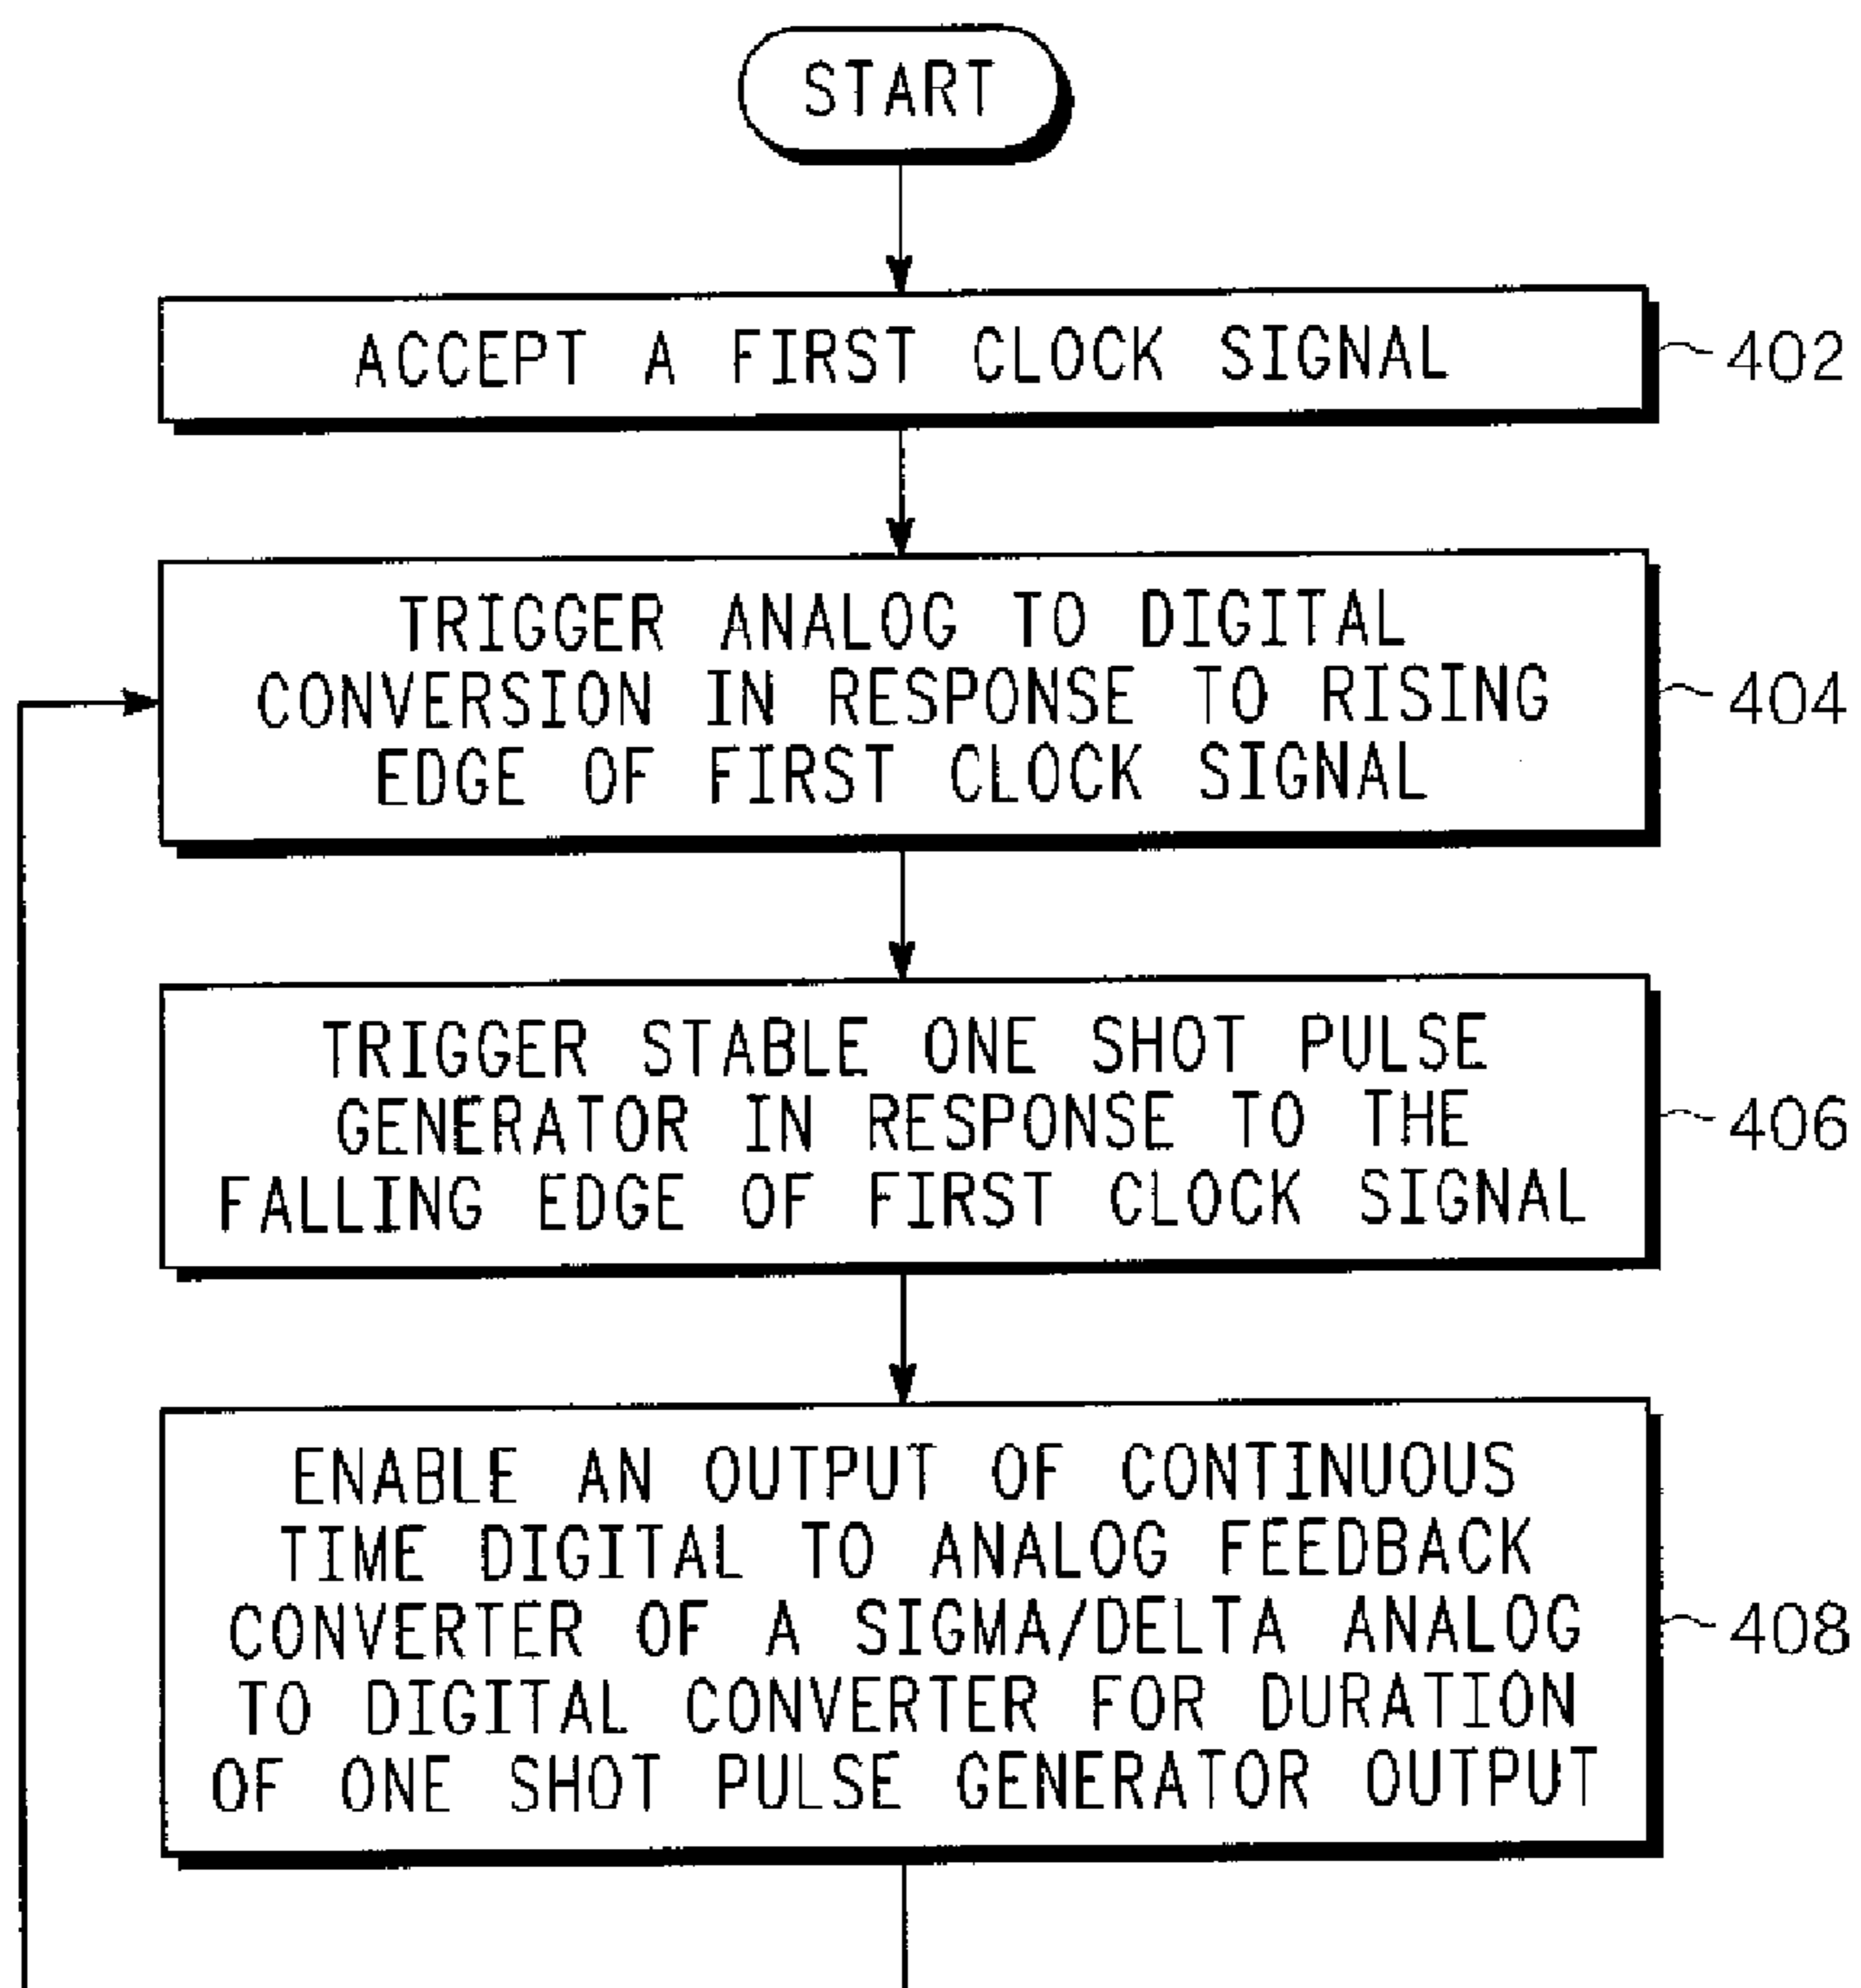 START
ACCEPT A FIRST CLOCK SIGNAL
402
TRIGGER ANALOG TO DIGITAL
CONVERSION IN RESPONSE TO RISING
EDGE OF FIRST CLOCK SIGNAL
404
TRIGGER STABLE ONE SHOT PULSE
GENERATOR IN RESPONSE TO THE
FALLING EDGE OF FIRST CLOCK SIGNAL
406
ENABLE AN OUTPUT OF CONTINUOUS
TIME DIGITAL TO ANALOG FEEDBACK
CONVERTER OF A SIGMA/DELTA ANALOG
TO DIGITAL CONVERTER FOR DURATION
OF ONE SHOT PULSE GENERATOR OUTPUT
408